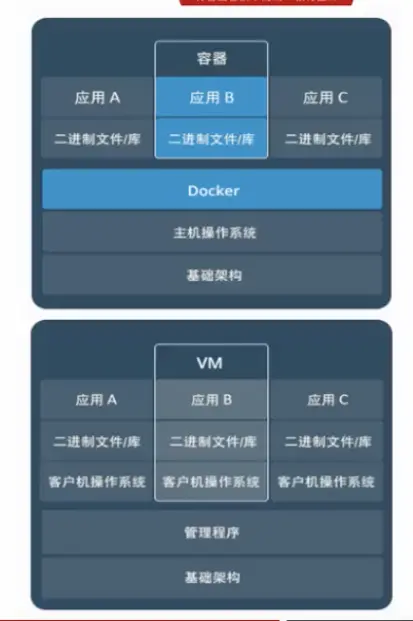 容器
应用 A 应用 B 应用 C
二进制文件/库 二进制文件/库 二进制文件/库
Docker
主机操作系统
基础架构
VM
应用 A 应用 B 应用 C
二进制文件/库 二进制文件/库 二进制文件/库
客户机操作系统 客户机操作系统 客户机操作系统
管理程序
基础架构